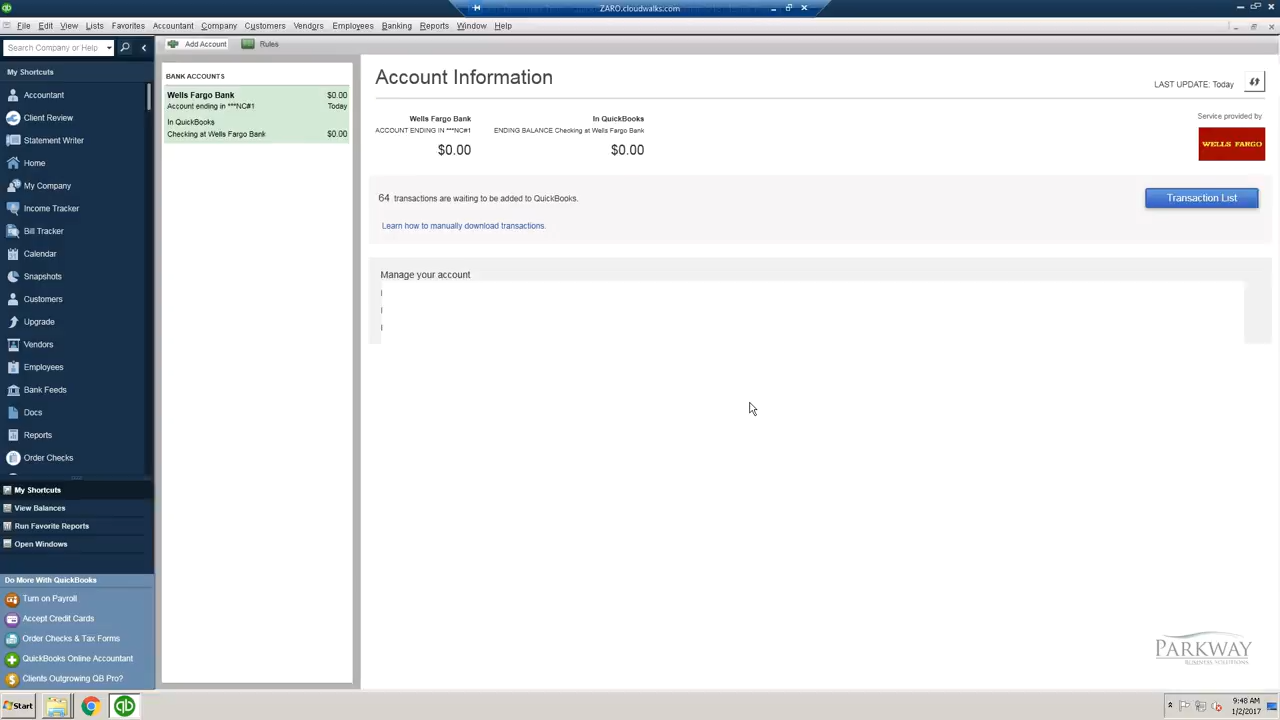 ZARO.cloudwalks.com
File Edit View Lists Favorites Accountant Company Customers Vendors Employees Banking Reports Window Help
Search Company or Help
My Shortcuts
Accountant
Client Review
Statement Writer
Home
My Company
Income Tracker
Bill Tracker
Calendar
Snapshots
Customers
Upgrade
Vendors
Employees
Bank Feeds
Docs
Reports
Order Checks
My Shortcuts
View Balances
Run Favorite Reports
Open Windows
Do More With QuickBooks
Turn on Payroll
Accept Credit Cards
Order Checks & Tax Forms
QuickBooks Online Accountant
Clients Outgrowing QB Pro?
Add Account Rules
BANK ACCOUNTS
Wells Fargo Bank $0.00
Account ending in ***NC#1 Today
In QuickBooks
Checking at Wells Fargo Bank $0.00
Account Information
LAST UPDATE: Today
Wells Fargo Bank In QuickBooks
ACCOUNT ENDING IN ***NC#1 ENDING BALANCE Checking at Wells Fargo Bank
$0.00 $0.00
Service provided by
WELLS FARGO
64 transactions are waiting to be added to QuickBooks.
Transaction List
Learn how to manually download transactions.
Manage your account
PARKWAY
BUSINESS SOLUTIONS
Start
9:48 AM
1/2/2017